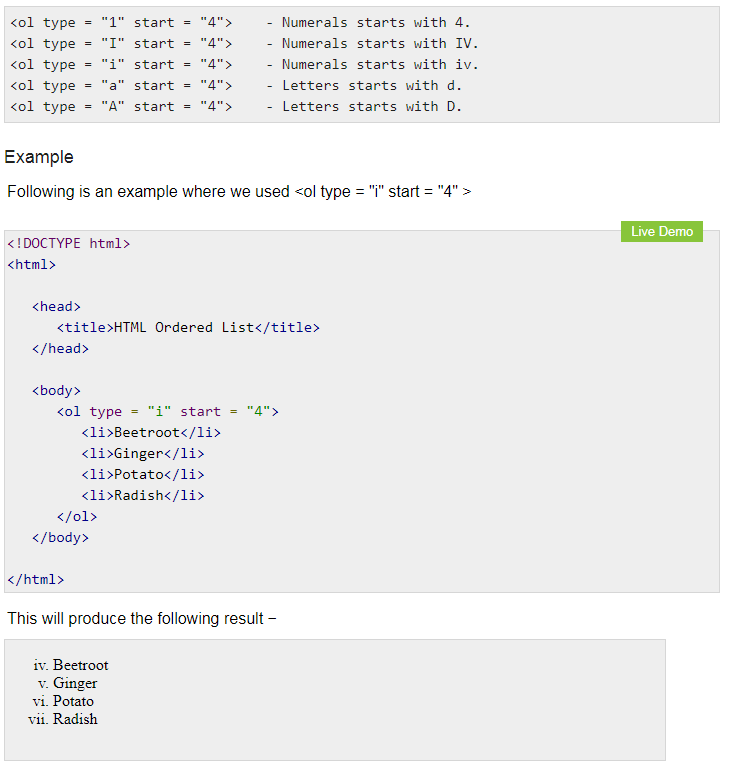 <ol type = "1" start = "4">    - Numerals starts with 4.
<ol type = "I" start = "4">    - Numerals starts with IV.
<ol type = "i" start = "4">    - Numerals starts with iv.
<ol type = "a" start = "4">    - Letters starts with d.
<ol type = "A" start = "4">    - Letters starts with D.
Example
Following is an example where we used <ol type = "i" start = "4" >
Live Demo
<!DOCTYPE html>
<html>
   <head>
      <title>HTML Ordered List</title>
   </head>
   <body>
      <ol type = "i" start = "4">
         <li>Beetroot</li>
         <li>Ginger</li>
         <li>Potato</li>
         <li>Radish</li>
      </ol>
   </body>
</html>
This will produce the following result −
iv. Beetroot
v. Ginger
vi. Potato
vii. Radish